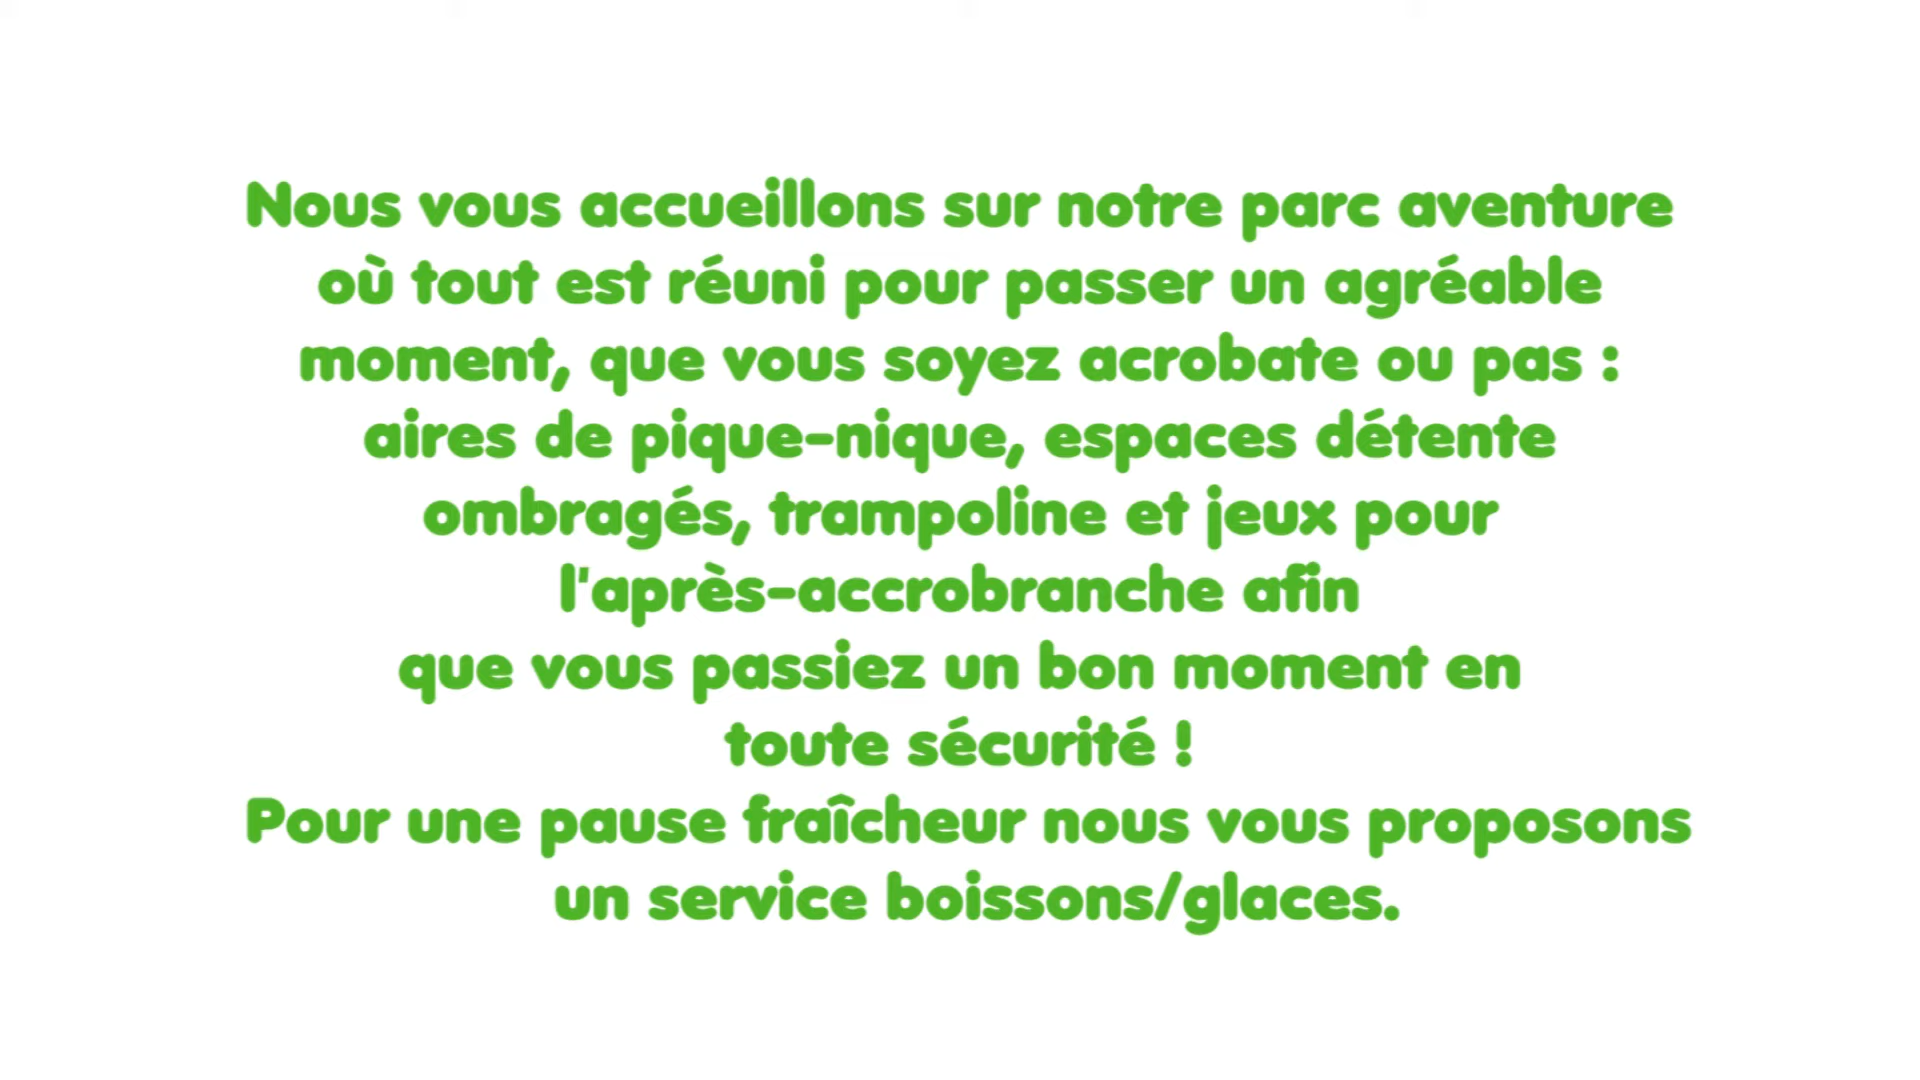 Nous vous accueillons sur notre parc aventure
où tout est réuni pour passer un agréable
moment, que vous soyez acrobate ou pas :
aires de pique-nique, espaces détente
ombragés, trampoline et jeux pour
l'après-accrobranche afin
que vous passiez un bon moment en
toute sécurité !
Pour une pause fraîcheur nous vous proposons
un service boissons/glaces.